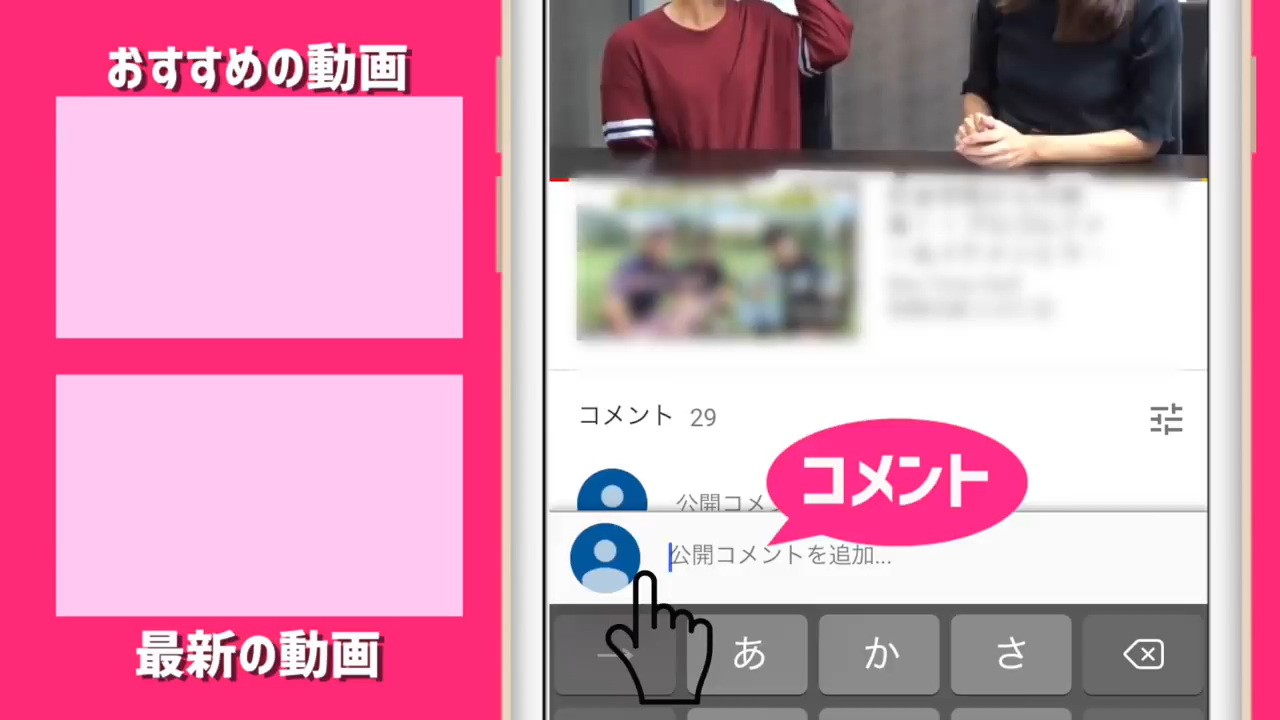 おすすめの動画
最新の動画
コメント 29
コメント
公開コメ
公開コメントを追加...
あ
か
さ